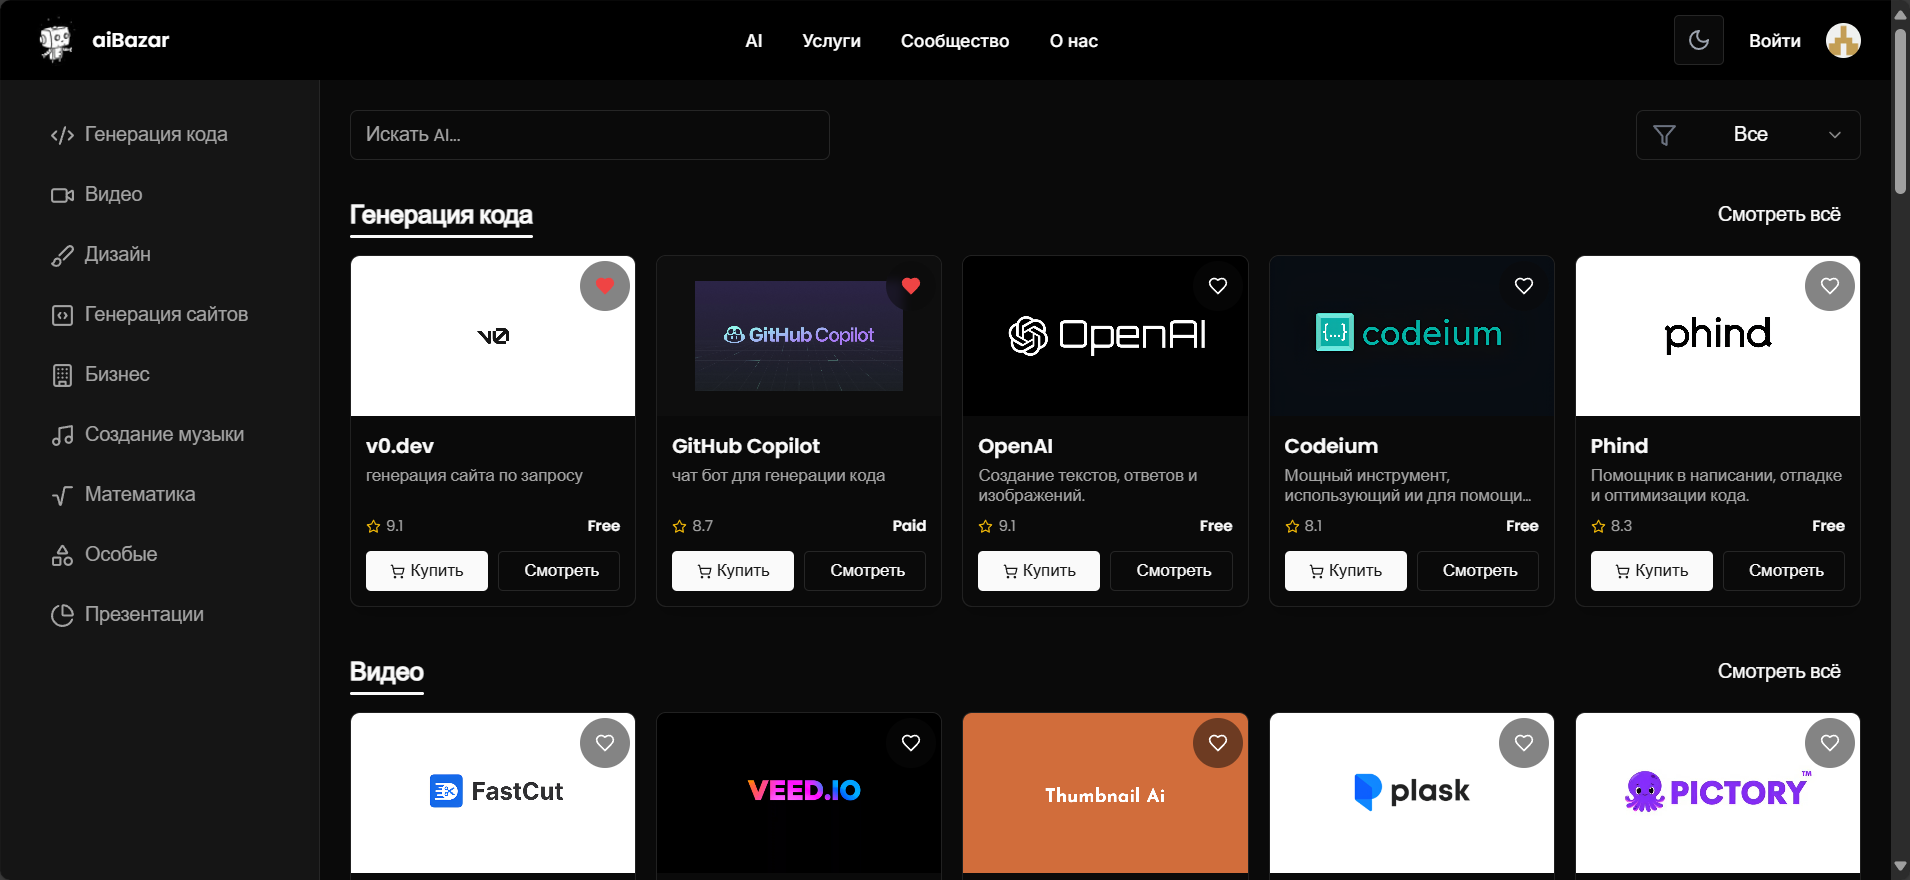 aiBazar
AI
Услуги
Сообщество
О нас
Войти
Генерация кода
Видео
Дизайн
Генерация сайтов
Бизнес
Создание музыки
Математика
Особые
Презентации
Искать AI...
Все
Генерация кода
Смотреть всё
v0
GitHub Copilot
OpenAI
{...} codeium
phind
v0.dev
генерация сайта по запросу
9.1
Free
Купить
Смотреть
GitHub Copilot
чат бот для генерации кода
8.7
Paid
Купить
Смотреть
OpenAI
Создание текстов, ответов и
изображений.
9.1
Free
Купить
Смотреть
Codeium
Мощный инструмент,
использующий ии для помощи...
8.1
Free
Купить
Смотреть
Phind
Помощник в написании, отладке
и оптимизации кода.
8.3
Free
Купить
Смотреть
Видео
Смотреть всё
FastCut
VEED.IO
Thumbnail Ai
plask
PICTORY™